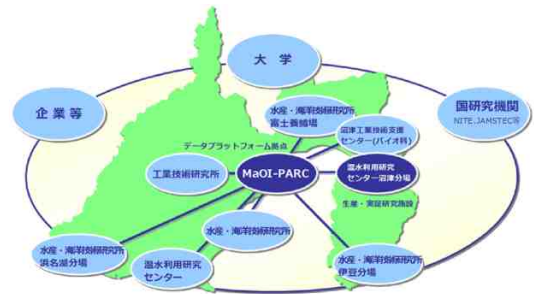 大 学
企 業 等
国研究機関
NITE.JAMSTEC等
水産・海洋技術研究所
富士養鱒場
沼津工業技術支援
センター(バイオ科)
データプラットフォーム拠点
工業技術研究所
MaOI-PARC
温水利用研究
センター沼津分場
生産・実証研究施設
水産・海洋技術研究所
水産・海洋技術研究所
浜名湖分場
温水利用研究
センター
水産・海洋技術研究所
伊豆分場